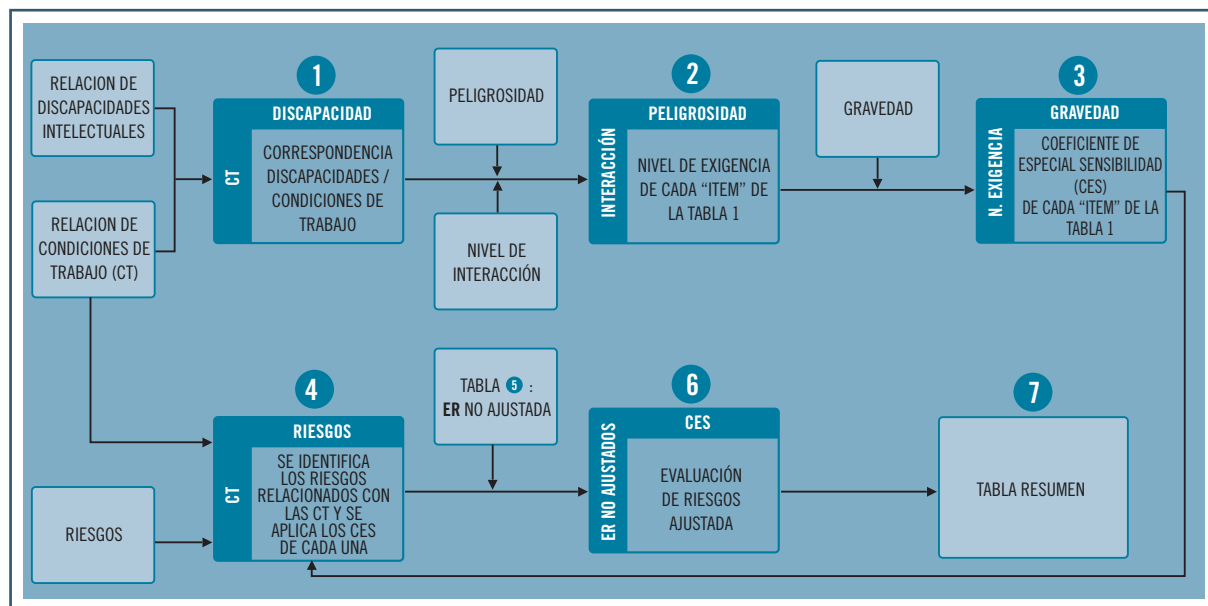 RELACION DE
DISCAPACIDADES
INTELECTUALES
RELACION DE
CONDICIONES DE
TRABAJO (CT)
1
DISCAPACIDAD
CT
CORRESPONDENCIA
DISCAPACIDADES /
CONDICIONES DE
TRABAJO
PELIGROSIDAD
NIVEL DE
INTERACCIÓN
2
PELIGROSIDAD
INTERACCIÓN
NIVEL DE EXIGENCIA
DE CADA “ITEM” DE
LA TABLA 1
GRAVEDAD
3
GRAVEDAD
N. EXIGENCIA
COEFICIENTE DE
ESPECIAL SENSIBILIDAD
(CES)
DE CADA “ITEM” DE LA
TABLA 1
RIESGOS
4
RIESGOS
CT
SE IDENTIFICA
LOS RIESGOS
RELACIONADOS CON
LAS CT Y SE
APLICA LOS CES
DE CADA UNA
TABLA 5 :
ER NO AJUSTADA
6
CES
ER NO AJUSTADOS
EVALUACIÓN
DE RIESGOS
AJUSTADA
7
TABLA RESUMEN